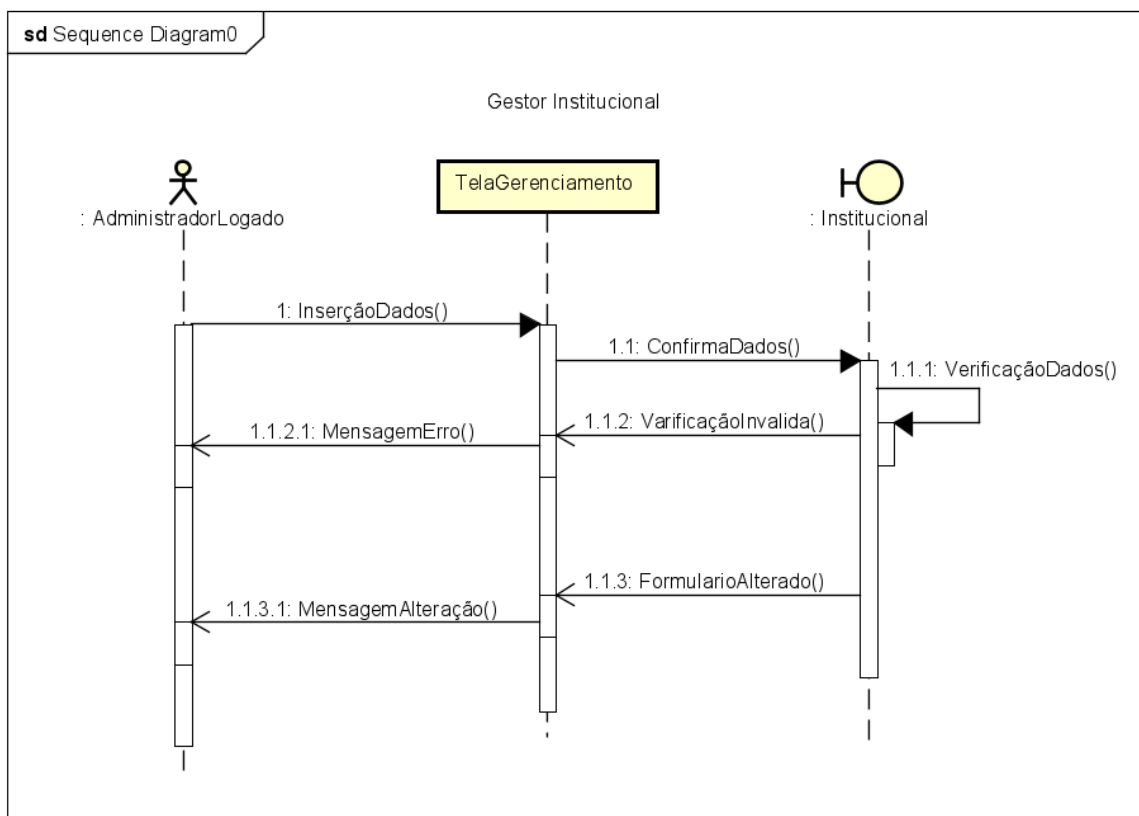 sd Sequence Diagram0
Gestor Institucional
: AdministradorLogado
TelaGerenciamento
: Institucional
1: InserçãoDados()
1.1: ConfirmaDados()
1.1.1: VerificaçãoDados()
1.1.2: VarificaçãoInvalida()
1.1.2.1: MensagemErro()
1.1.3: FormularioAlterado()
1.1.3.1: MensagemAlteração()